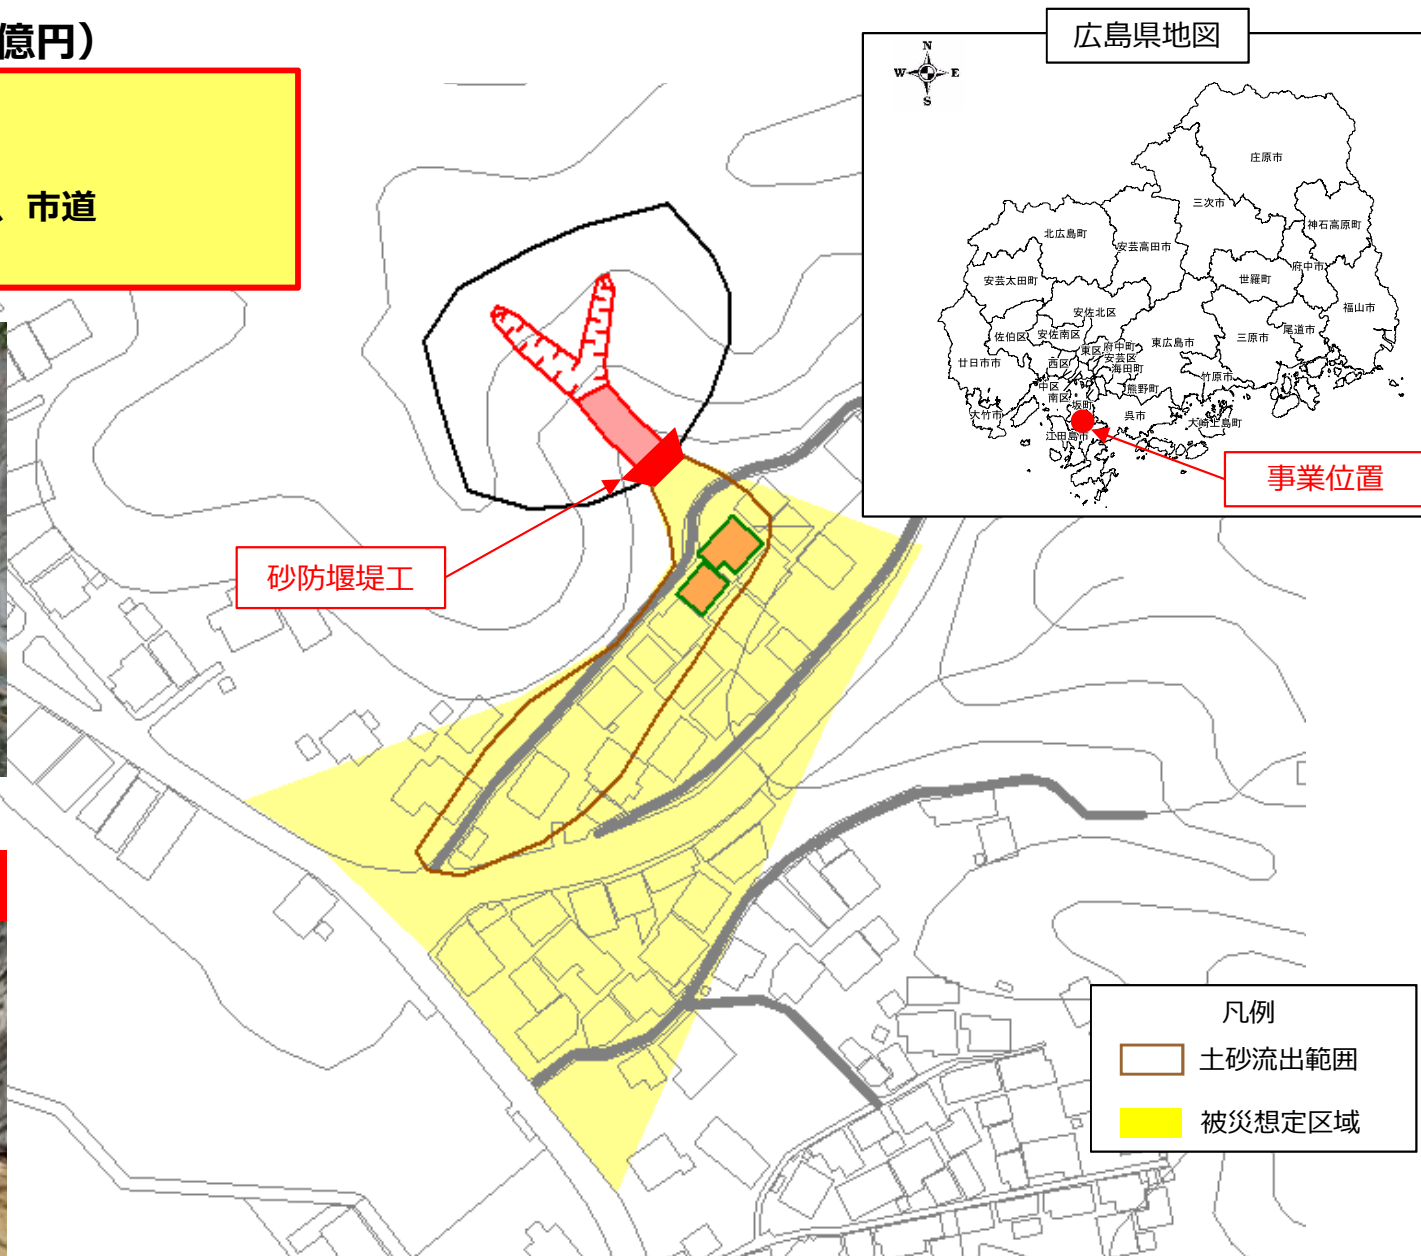 億円）
、市道
広島県地図
N
W E
S
庄原市
三次市
神石高原町
北広島町
安芸高田市
府中市
世羅町
安芸太田町
福山市
安佐北区
尾道市
安佐南区
佐伯区
三原市
東広島市
府中町
東区
安芸区
西区
廿日市市
海田町
竹原市
中区
熊野町
南区
坂町
大竹市
呉市
大崎上島町
江田島市
事業位置
砂防堰堤工
凡例
土砂流出範囲
被災想定区域